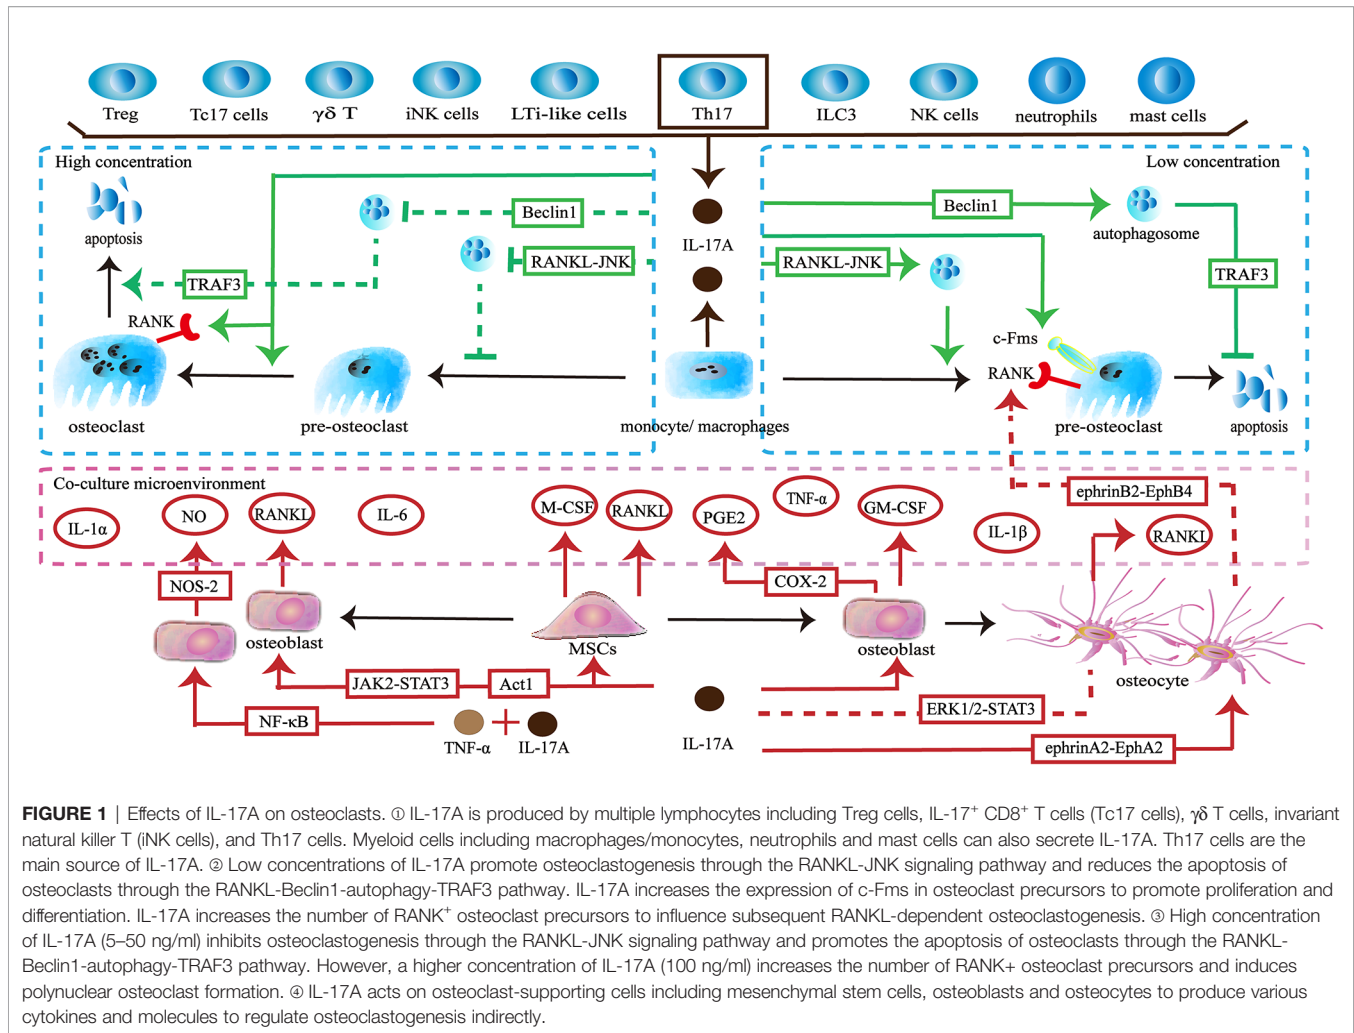 Treg
Tc17 cells
γδ T
iNK cells
LTi-like cells
Th17
ILC3
NK cells
neutrophils
mast cells
High concentration
Low concentration
apoptosis
Beclin1
RANKL-JNK
TRAF3
RANK
IL-17A
Beclin1
autophagosome
RANKL-JNK
TRAF3
c-Fms
RANK
osteoclast
pre-osteoclast
monocyte/ macrophages
pre-osteoclast
apoptosis
Co-culture microenvironment
IL-1α
NO
RANKL
IL-6
M-CSF
RANKL
PGE2
TNF-α
GM-CSF
IL-1β
ephrinB2-EphB4
RANKL
NOS-2
COX-2
osteoblast
MSCs
osteoblast
osteocyte
JAK2-STAT3
Act1
ERK1/2-STAT3
NF-κB
TNF-α
IL-17A
IL-17A
ephrinA2-EphA2
FIGURE 1 | Effects of IL-17A on osteoclasts. ① IL-17A is produced by multiple lymphocytes including Treg cells, IL-17⁺ CD8⁺ T cells (Tc17 cells), γδ T cells, invariant
natural killer T (iNK cells), and Th17 cells. Myeloid cells including macrophages/monocytes, neutrophils and mast cells can also secrete IL-17A. Th17 cells are the
main source of IL-17A. ② Low concentrations of IL-17A promote osteoclastogenesis through the RANKL-JNK signaling pathway and reduces the apoptosis of
osteoclasts through the RANKL-Beclin1-autophagy-TRAF3 pathway. IL-17A increases the expression of c-Fms in osteoclast precursors to promote proliferation and
differentiation. IL-17A increases the number of RANK⁺ osteoclast precursors to influence subsequent RANKL-dependent osteoclastogenesis. ③ High concentration
of IL-17A (5–50 ng/ml) inhibits osteoclastogenesis through the RANKL-JNK signaling pathway and promotes the apoptosis of osteoclasts through the RANKL-
Beclin1-autophagy-TRAF3 pathway. However, a higher concentration of IL-17A (100 ng/ml) increases the number of RANK+ osteoclast precursors and induces
polynuclear osteoclast formation. ④ IL-17A acts on osteoclast-supporting cells including mesenchymal stem cells, osteoblasts and osteocytes to produce various
cytokines and molecules to regulate osteoclastogenesis indirectly.